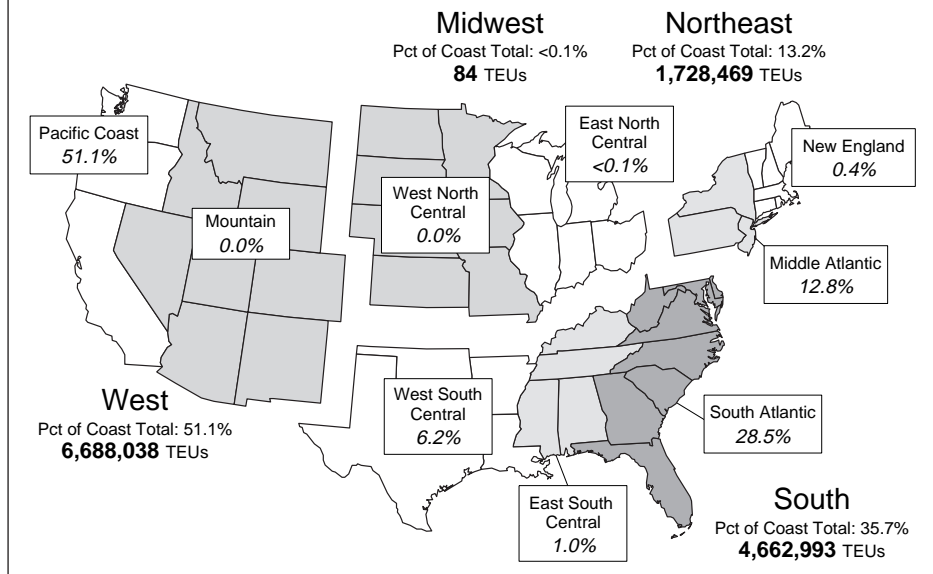 Midwest
Pct of Coast Total: <0.1%
84 TEUs
Northeast
Pct of Coast Total: 13.2%
1,728,469 TEUs
Pacific Coast
51.1%
East North
Central
<0.1%
New England
0.4%
Mountain
0.0%
West North
Central
0.0%
Middle Atlantic
12.8%
West
Pct of Coast Total: 51.1%
6,688,038 TEUs
West South
Central
6.2%
South Atlantic
28.5%
East South
Central
1.0%
South
Pct of Coast Total: 35.7%
4,662,993 TEUs